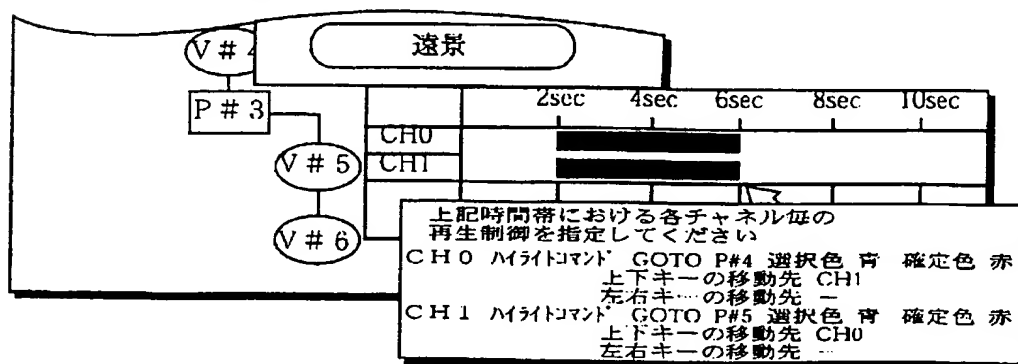 V # 4
遠景
P # 3
2sec 4sec 6sec 8sec 10sec
CH0
CH1
V # 5
V # 6
上記時間帯における各チャネル毎の
再生制御を指定してください
CH0 ハイライトコマンド GOTO P#4 選択色 青 確定色 赤
上下キーの移動先 CH1
左右キーの移動先 −
CH1 ハイライトコマンド GOTO P#5 選択色 青 確定色 赤
上下キーの移動先 CH0
左右キーの移動先 −